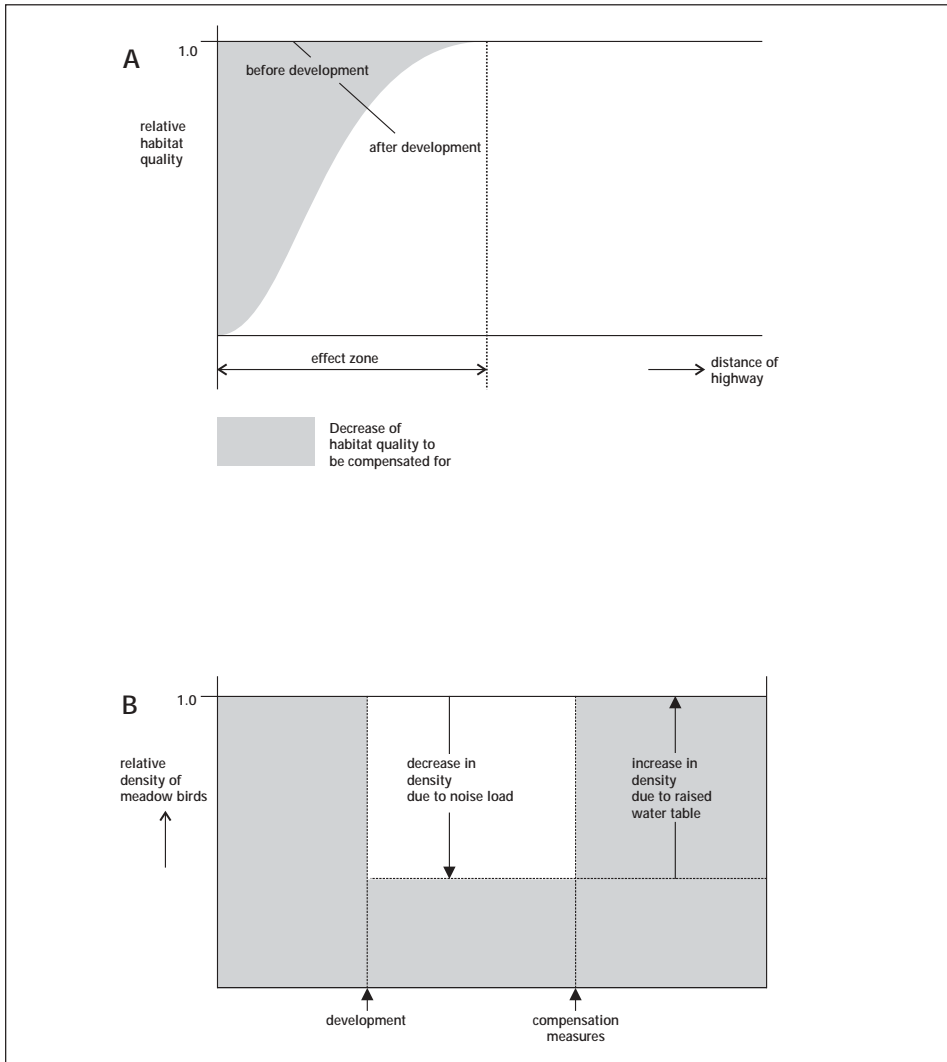 A
1.0
before development
relative
habitat
quality
after development
effect zone
distance of
highway
Decrease of
habitat quality to
be compensated for
B
1.0
relative
density of
meadow birds
decrease in
density
due to noise load
increase in
density
due to raised
water table
development
compensation
measures